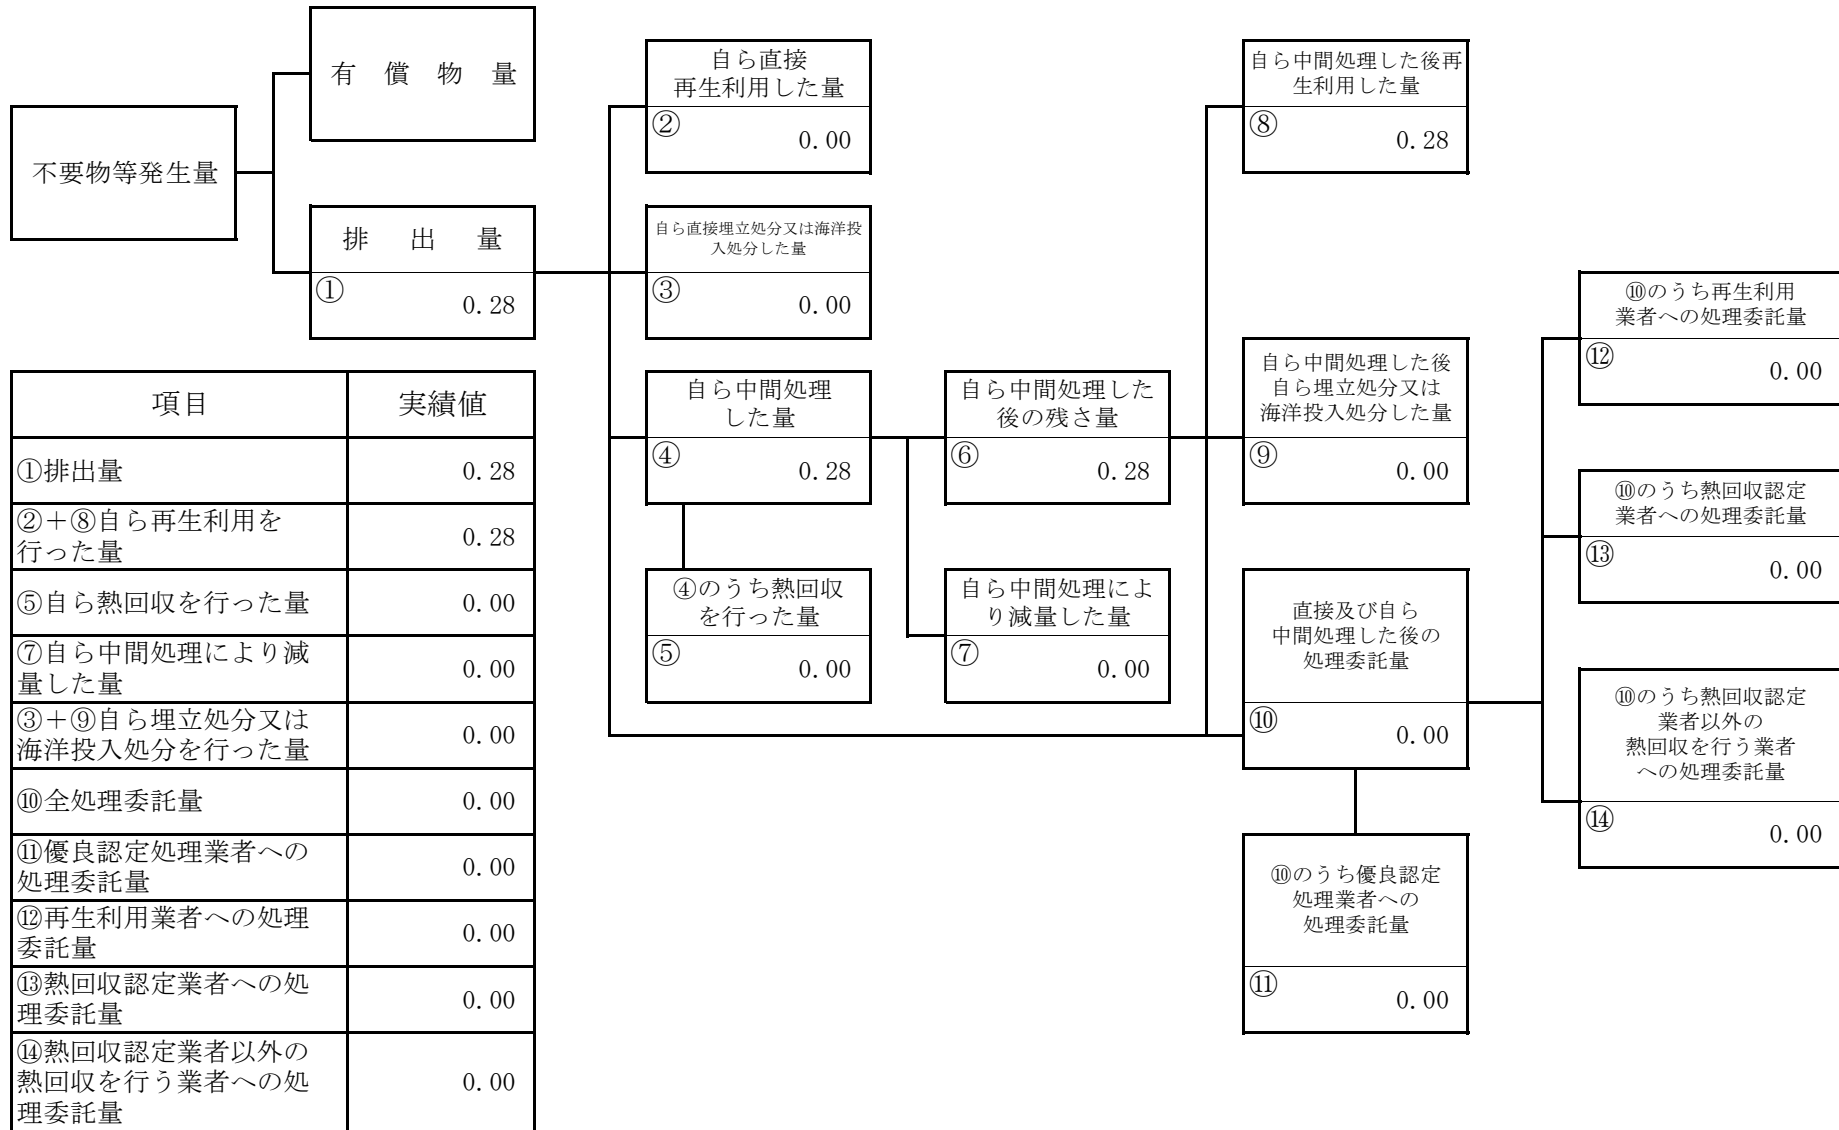 不要物等発生量
有　償　物　量
排　出　量
①
0.28
自ら直接
再生利用した量
②
0.00
自ら直接埋立処分又は海洋投
入処分した量
③
0.00
自ら中間処理
した量
④
0.28
④のうち熱回収
を行った量
⑤
0.00
自ら中間処理した
後の残さ量
⑥
0.28
自ら中間処理によ
り減量した量
⑦
0.00
自ら中間処理した後再
生利用した量
⑧
0.28
自ら中間処理した後
自ら埋立処分又は
海洋投入処分した量
⑨
0.00
直接及び自ら
中間処理した後の
処理委託量
⑩
0.00
⑩のうち優良認定
処理業者への
処理委託量
⑪
0.00
⑩のうち再生利用
業者への処理委託量
⑫
0.00
⑩のうち熱回収認定
業者への処理委託量
⑬
0.00
⑩のうち熱回収認定
業者以外の
熱回収を行う業者
への処理委託量
⑭
0.00
項目 実績値
①排出量 0.28
②＋⑧自ら再生利用を
行った量 0.28
⑤自ら熱回収を行った量 0.00
⑦自ら中間処理により減
量した量 0.00
③＋⑨自ら埋立処分又は
海洋投入処分を行った量 0.00
⑩全処理委託量 0.00
⑪優良認定処理業者への
処理委託量 0.00
⑫再生利用業者への処理
委託量 0.00
⑬熱回収認定業者への処
理委託量 0.00
⑭熱回収認定業者以外の
熱回収を行う業者への処 0.00
理委託量